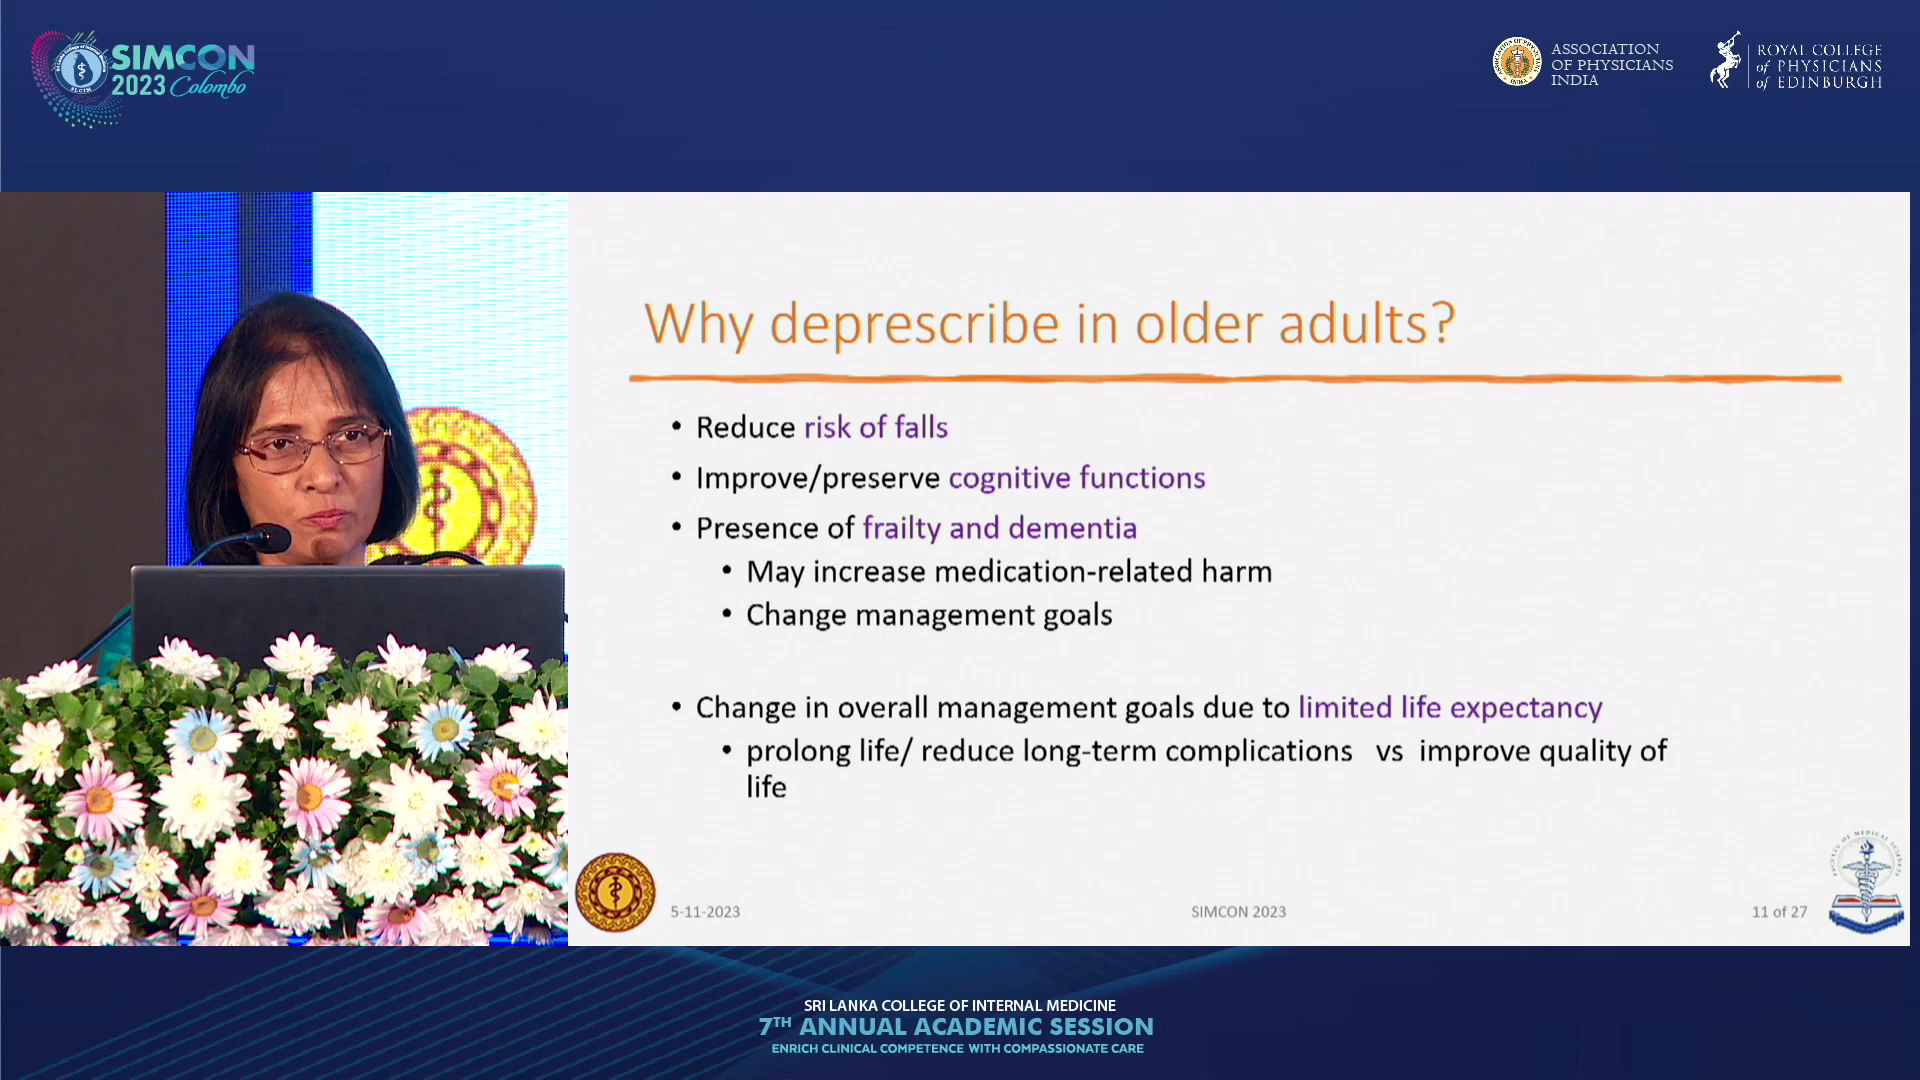 SIMCON
2023 Colombo
SLCIM
ASSOCIATION
OF PHYSICIANS
INDIA
ROYAL COLLEGE
of PHYSICIANS
of EDINBURGH
Why deprescribe in older adults?
• Reduce risk of falls
• Improve/preserve cognitive functions
• Presence of frailty and dementia
• May increase medication-related harm
• Change management goals
• Change in overall management goals due to limited life expectancy
• prolong life/ reduce long-term complications vs improve quality of
life
5-11-2023
SIMCON 2023
11 of 27
SRI LANKA COLLEGE OF INTERNAL MEDICINE
7TH ANNUAL ACADEMIC SESSION
ENRICH CLINICAL COMPETENCE WITH COMPASSIONATE CARE